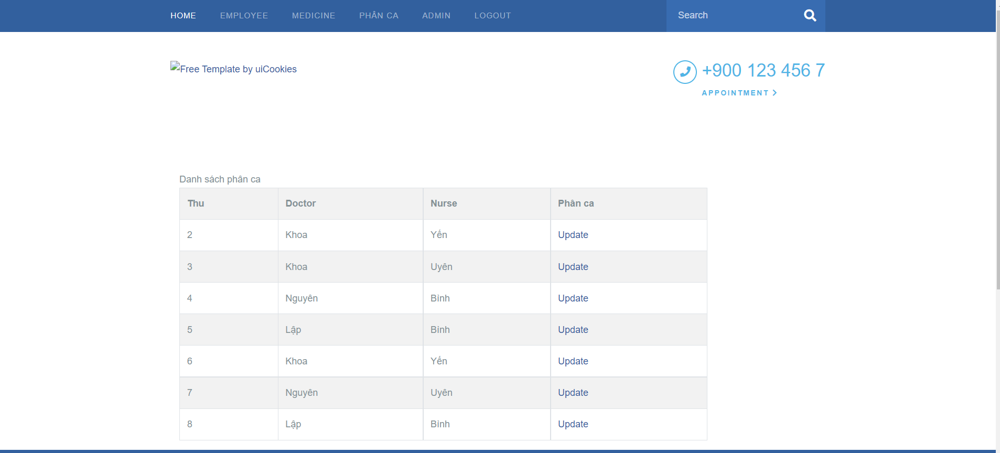 HOME EMPLOYEE MEDICINE PHÂN CA ADMIN LOGOUT Search
Free Template by uiCookies
+900 123 456 7
APPOINTMENT
Danh sách phân ca
Thu Doctor Nurse Phân ca
2 Khoa Yến Update
3 Khoa Uyên Update
4 Nguyên Bình Update
5 Lập Bình Update
6 Khoa Yến Update
7 Nguyên Uyên Update
8 Lập Bình Update